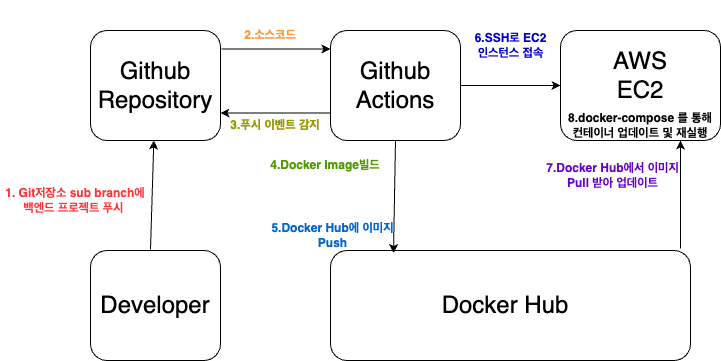 2.소스코드
6.SSH로 EC2
인스턴스 접속
Github
Repository
Github
Actions
AWS
EC2
8.docker-compose 를 통해
컨테이너 업데이트 및 재실행
3.푸시 이벤트 감지
4.Docker Image빌드
7.Docker Hub에서 이미지
Pull 받아 업데이트
1. Git저장소 sub branch에
백엔드 프로젝트 푸시
5.Docker Hub에 이미지
Push
Developer
Docker Hub